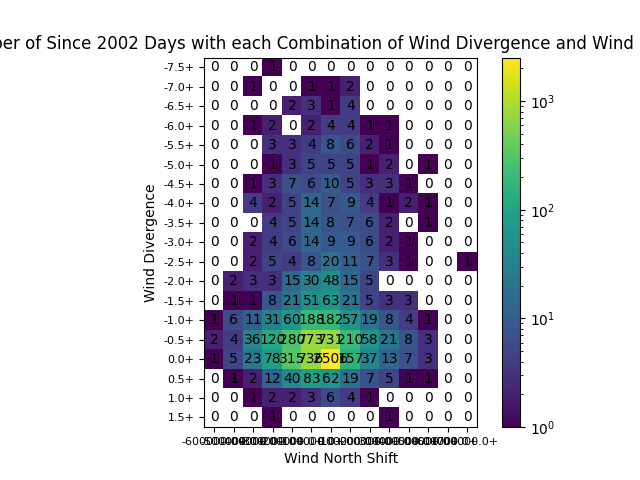 ber of Since 2002 Days with each Combination of Wind Divergence and Wind
-7.5+ 0 0 0 1 0 0 0 0 0 0 0 0 0 0
-7.0+ 0 0 1 0 0 1 1 2 0 0 0 0 0 0
-6.5+ 0 0 0 0 2 3 1 4 0 0 0 0 0 0
-6.0+ 0 0 1 2 0 2 4 4 1 1 0 0 0 0
-5.5+ 0 0 0 3 3 4 8 6 2 1 0 0 0 0
-5.0+ 0 0 0 1 3 5 5 5 1 2 0 1 0 0
-4.5+ 0 0 1 3 7 6 10 5 3 3 1 0 0 0
-4.0+ 0 0 4 2 5 14 7 9 4 1 2 1 0 0
-3.5+ 0 0 0 4 5 14 8 7 6 2 0 1 0 0
-3.0+ 0 0 2 4 6 14 9 9 6 2 1 0 0 0
-2.5+ 0 0 2 5 4 8 20 11 7 3 1 0 0 1
-2.0+ 0 2 3 3 15 30 48 15 5 0 0 0 0 0
-1.5+ 0 1 1 8 21 51 63 21 5 3 3 0 0 0
-1.0+ 1 6 11 31 60 188 182 57 19 8 4 1 0 0
-0.5+ 2 4 36 120 280 773 731 210 58 21 8 3 0 0
0.0+ 1 5 23 78 315 736 2506 157 37 13 7 3 0 0
0.5+ 0 1 2 12 40 83 62 19 7 5 1 1 0 0
1.0+ 0 0 1 2 2 3 6 4 1 0 0 0 0 0
1.5+ 0 0 0 1 0 0 0 0 0 1 0 0 0 0
Wind Divergence
Wind North Shift
10³
10²
10¹
10⁰